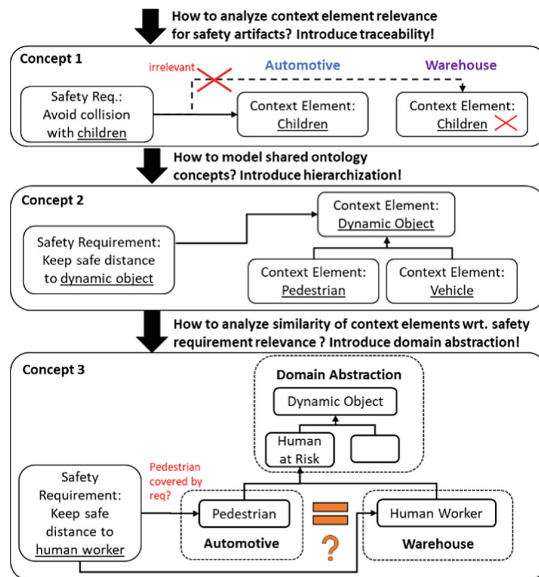 How to analyze context element relevance
for safety artifacts? Introduce traceability!
Concept 1
irrelevant
Automotive
Warehouse
Safety Req.:
Avoid collision
with children
Context Element:
Children
Context Element:
Children
How to model shared ontology
concepts? Introduce hierarchization!
Concept 2
Context Element:
Dynamic Object
Safety Requirement:
Keep safe distance
to dynamic object
Context Element:
Pedestrian
Context Element:
Vehicle
How to analyze similarity of context elements wrt. safety
requirement relevance ? Introduce domain abstraction!
Concept 3
Domain Abstraction
Dynamic Object
Human
at Risk
Safety
Requirement:
Keep safe
distance to
human worker
Pedestrian
covered by
req?
Pedestrian
Automotive
=
?
Human Worker
Warehouse